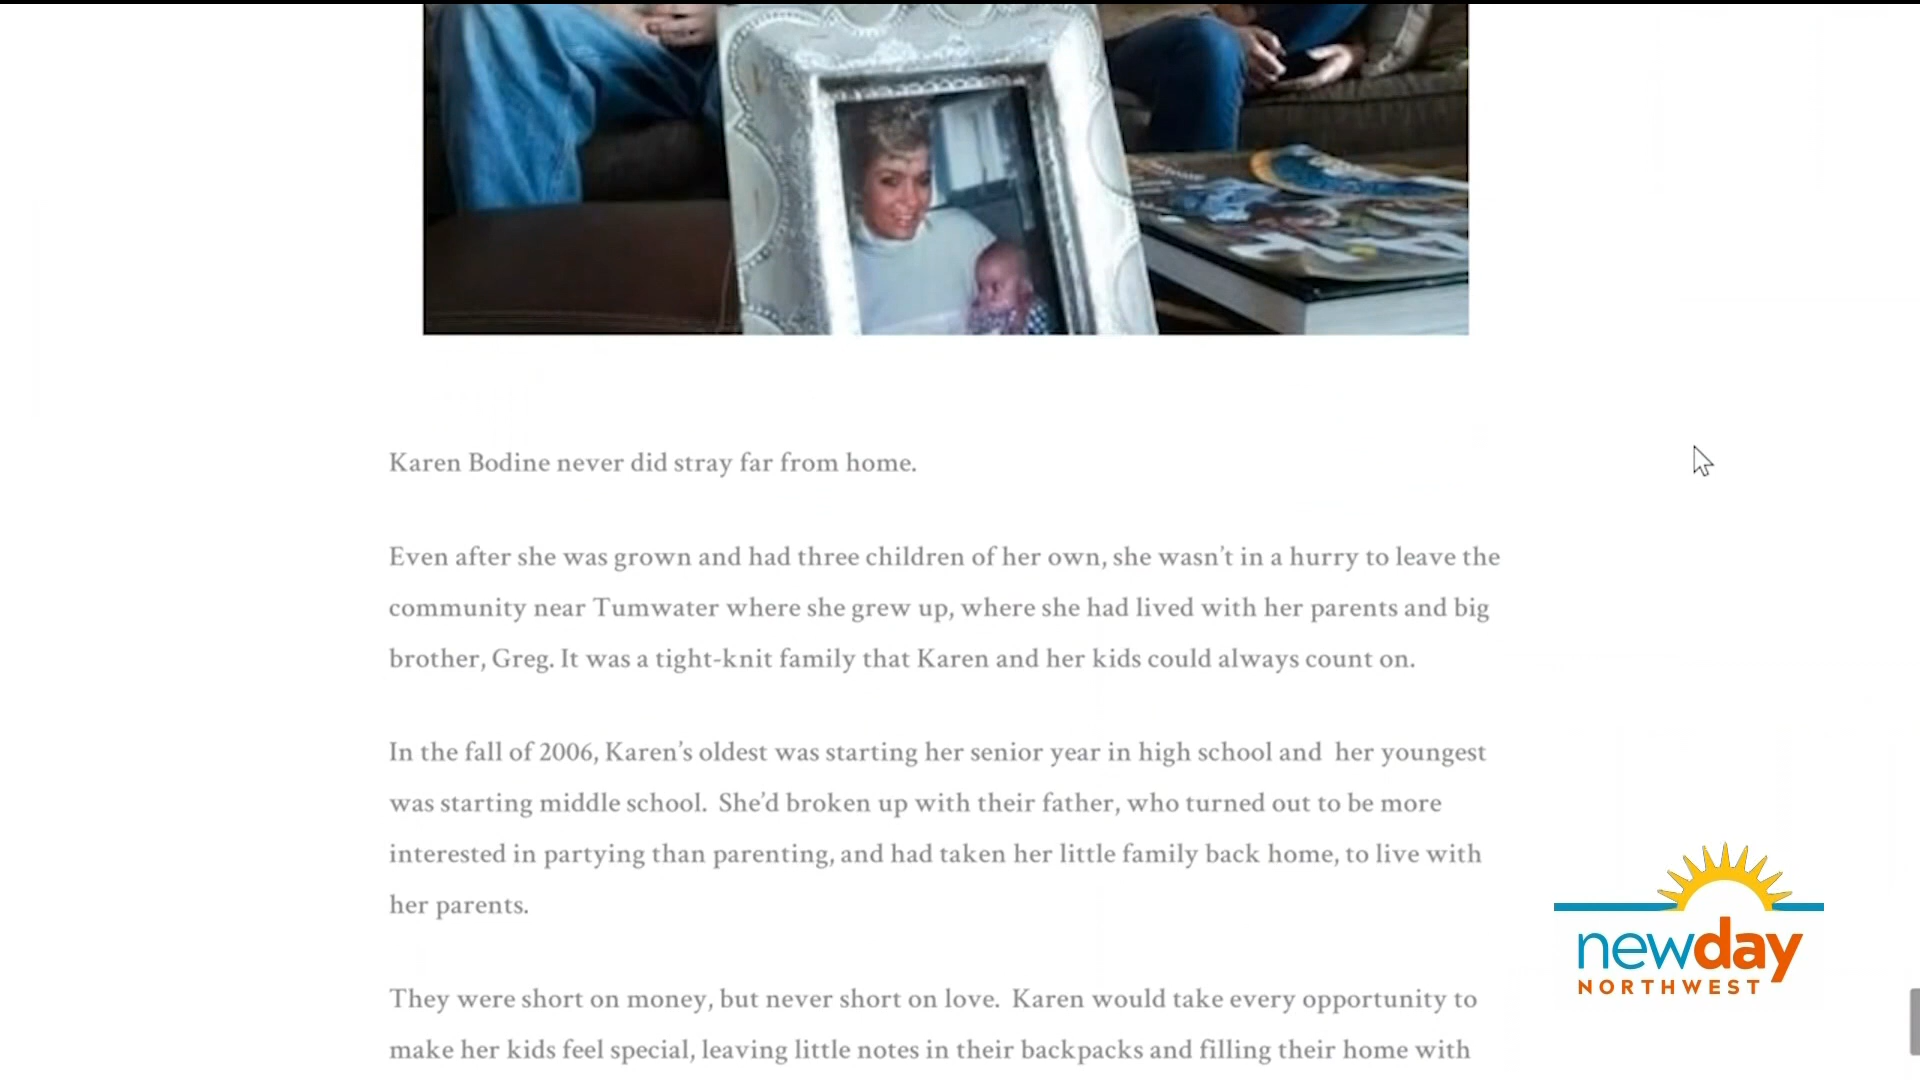 Karen Bodine never did stray far from home.
Even after she was grown and had three children of her own, she wasn’t in a hurry to leave the
community near Tumwater where she grew up, where she had lived with her parents and big
brother, Greg. It was a tight-knit family that Karen and her kids could always count on.
In the fall of 2006, Karen’s oldest was starting her senior year in high school and  her youngest
was starting middle school.  She’d broken up with their father, who turned out to be more
interested in partying than parenting, and had taken her little family back home, to live with
her parents.
They were short on money, but never short on love.  Karen would take every opportunity to
make her kids feel special, leaving little notes in their backpacks and filling their home with
newday
NORTHWEST